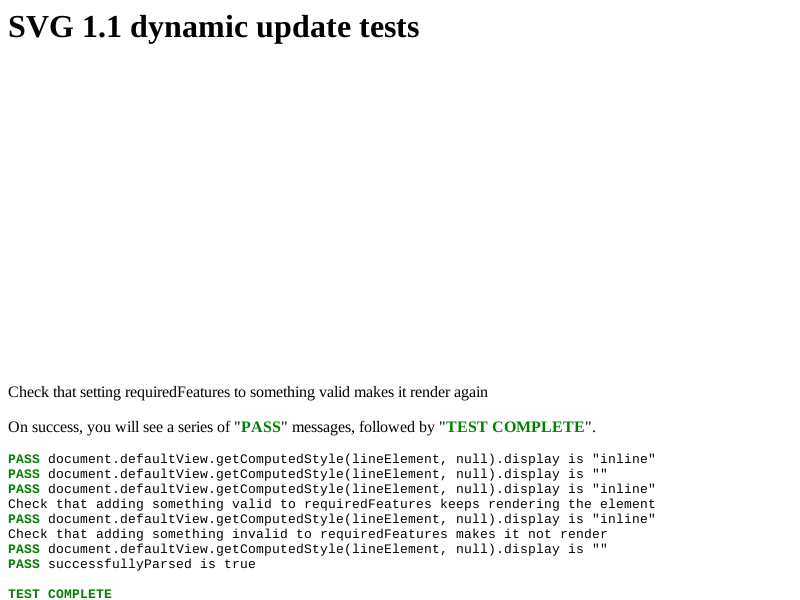 SVG 1.1 dynamic update tests
Check that setting requiredFeatures to something valid makes it render again
On success, you will see a series of "PASS" messages, followed by "TEST COMPLETE".
PASS document.defaultView.getComputedStyle(lineElement, null).display is "inline"
PASS document.defaultView.getComputedStyle(lineElement, null).display is ""
PASS document.defaultView.getComputedStyle(lineElement, null).display is "inline"
Check that adding something valid to requiredFeatures keeps rendering the element
PASS document.defaultView.getComputedStyle(lineElement, null).display is "inline"
Check that adding something invalid to requiredFeatures makes it not render
PASS document.defaultView.getComputedStyle(lineElement, null).display is ""
PASS successfullyParsed is true
TEST COMPLETE